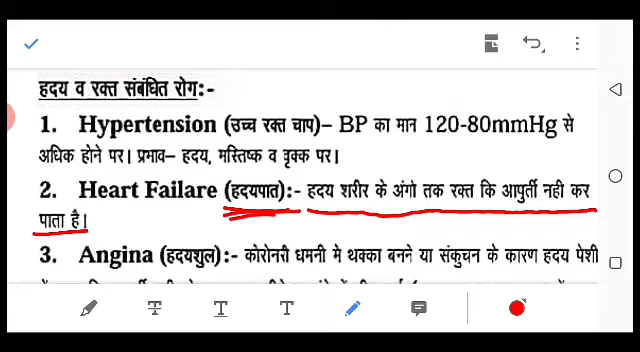 हृदय व रक्त संबंधित रोग:-
1. Hypertension (उच्च रक्त चाप)– BP का मान 120-80mmHg से
अधिक होने पर। प्रभाव– हृदय, मस्तिष्क व वृक्क पर।
2. Heart Failare (हृदयपात):- हृदय शरीर के अंगो तक रक्त कि आपुर्ती नही कर
पाता है।
3. Angina (हृदयशुल):- कोरोनरी धमनी मे थक्का बनने या संकुचन के कारण हृदय पेशी